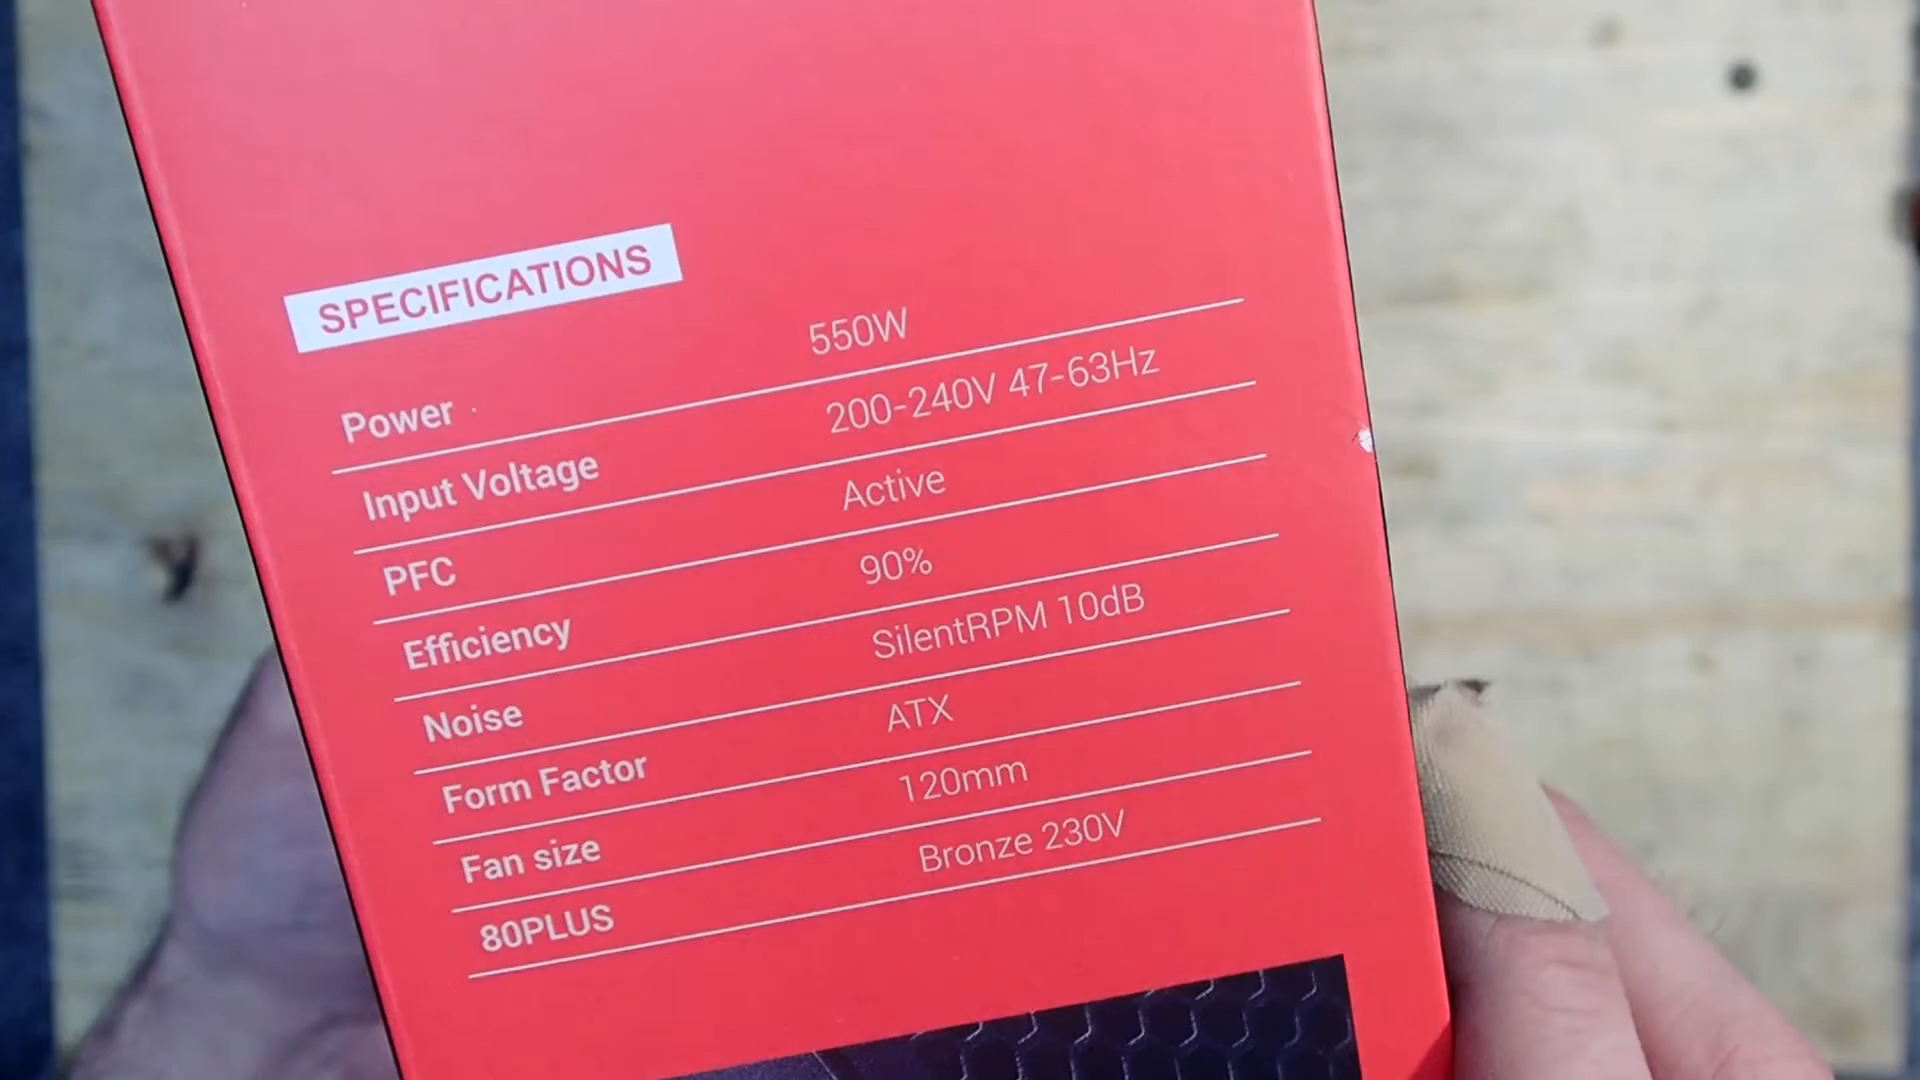 SPECIFICATIONS
Power 550W
Input Voltage 200-240V 47-63Hz
PFC Active
Efficiency 90%
Noise SilentRPM 10dB
Form Factor ATX
Fan size 120mm
80PLUS Bronze 230V